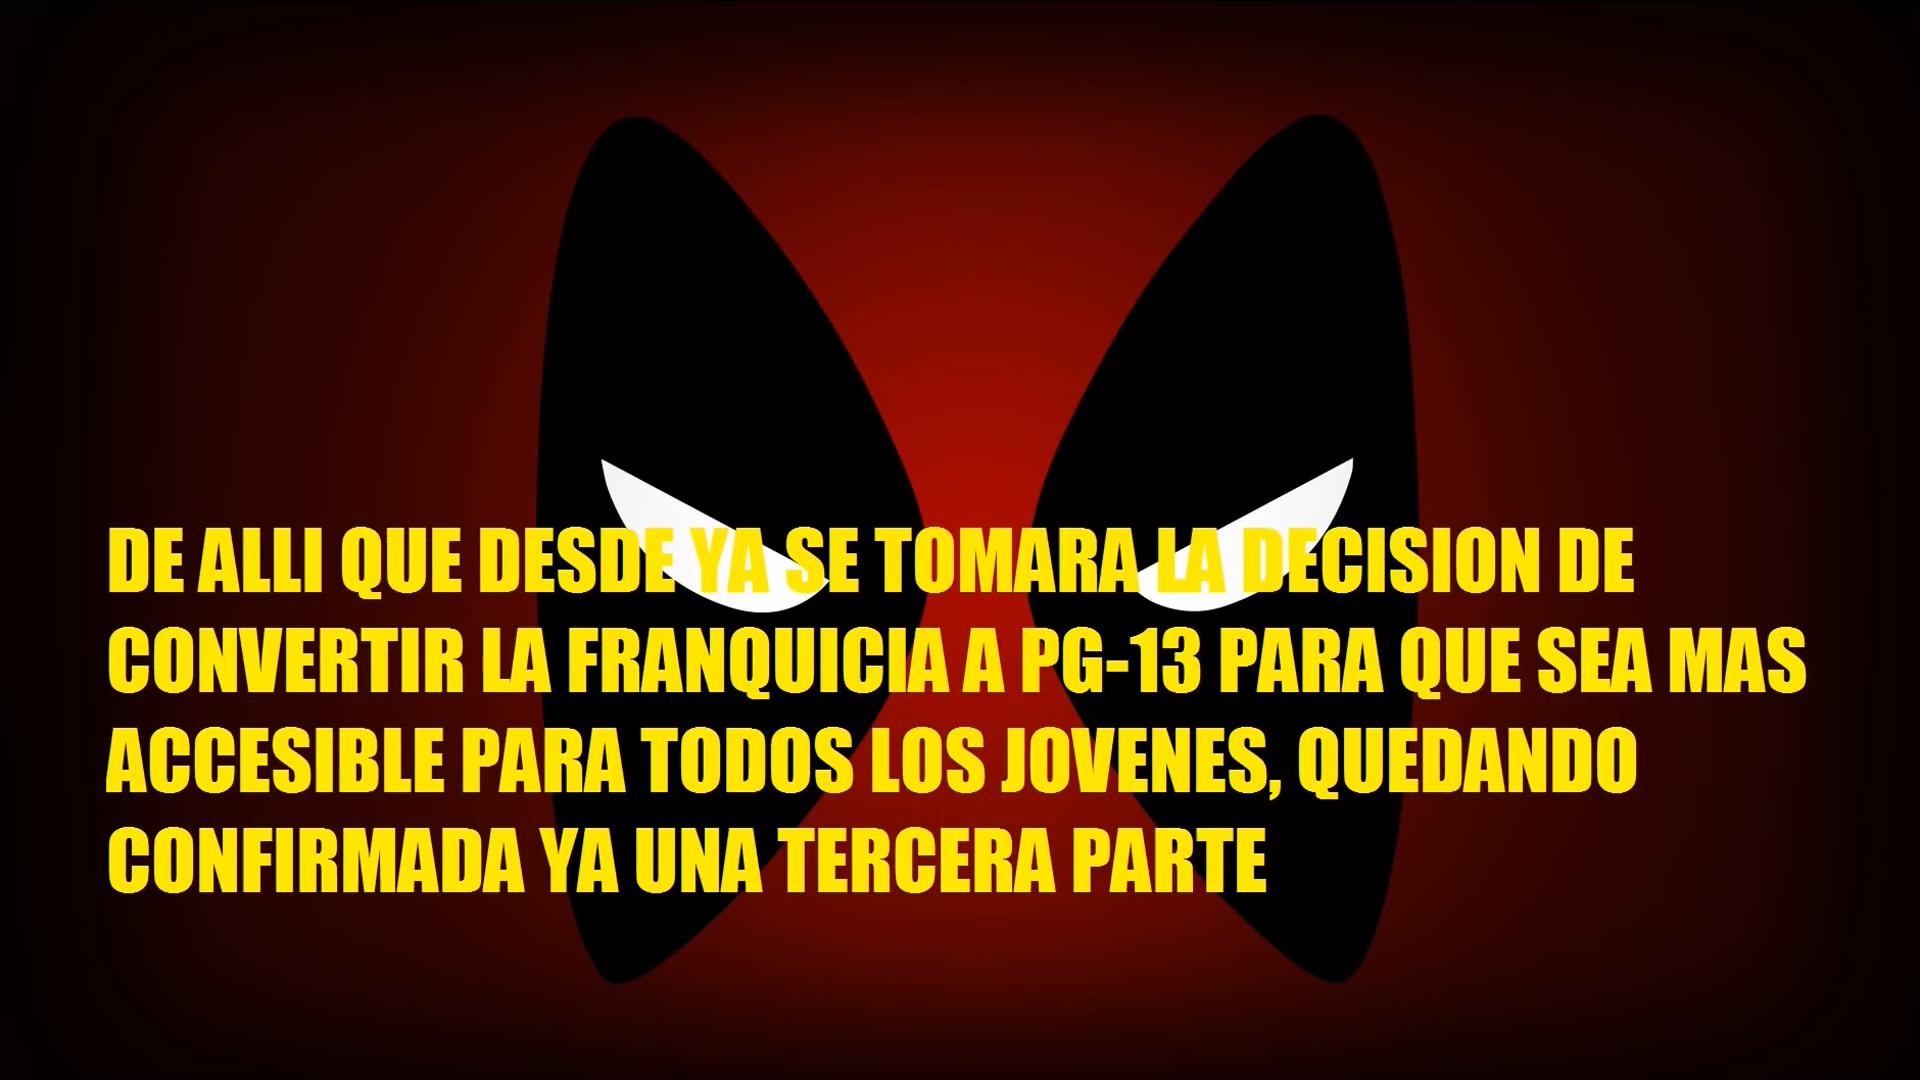 DE ALLI QUE DESDE YA SE TOMARA LA DECISION DE
CONVERTIR LA FRANQUICIA A PG-13 PARA QUE SEA MAS
ACCESIBLE PARA TODOS LOS JOVENES, QUEDANDO
CONFIRMADA YA UNA TERCERA PARTE